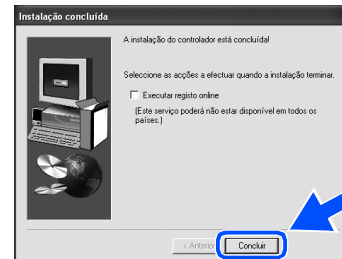 Instalação concluída
A instalação do controlador está concluída!
Seleccione as acções a efectuar quando a instalação terminar.
Executar registo online
(Este serviço poderá não estar disponível em todos os
países.)
< Anterior
Concluir